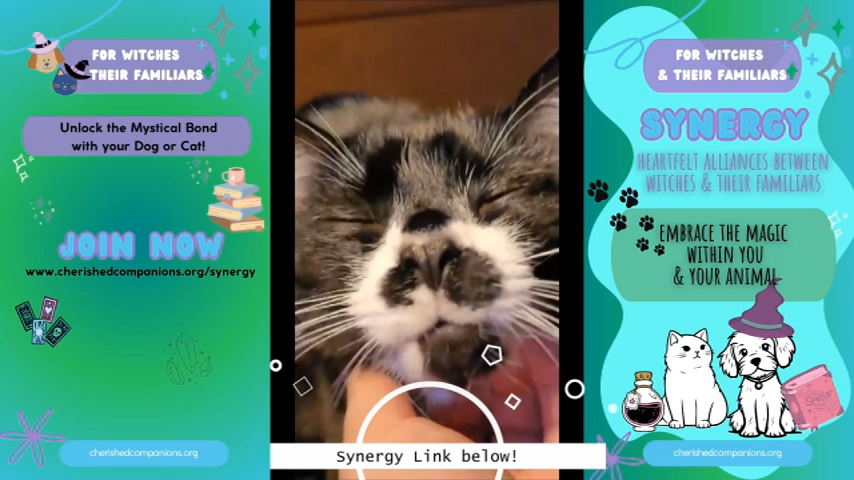 FOR WITCHES
THEIR FAMILIARS
Unlock the Mystical Bond
with your Dog or Cat!
JOIN NOW
www.cherishedcompanions.org/synergy
cherishedcompanions.org
Synergy Link below!
FOR WITCHES
& THEIR FAMILIARS
SYNERGY
HEARTFELT ALLIANCES BETWEEN
WITCHES & THEIR FAMILIARS
EMBRACE THE MAGIC
WITHIN YOU
& YOUR ANIMAL
Spells
cherishedcompanions.org